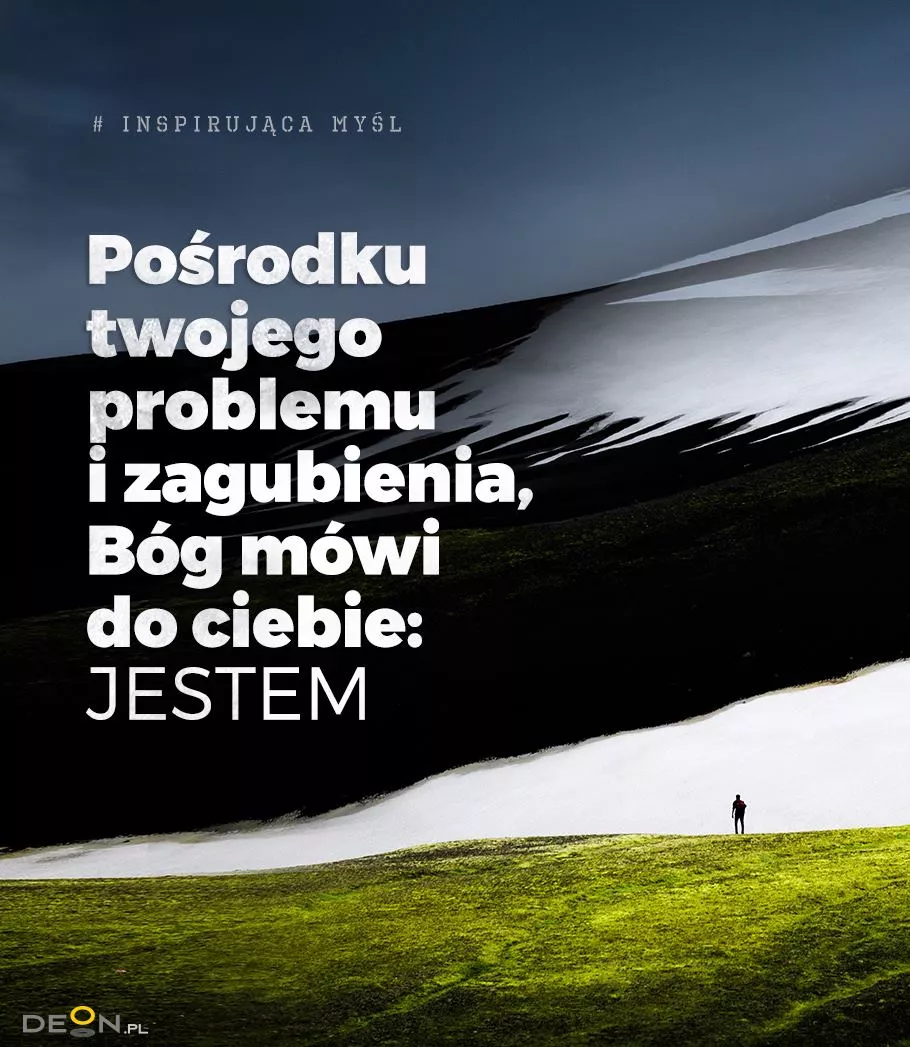 # INSPIRUJĄCA MYŚL
Pośrodku
twojego
problemu
i zagubienia,
Bóg mówi
do ciebie:
JESTEM
DEON.PL